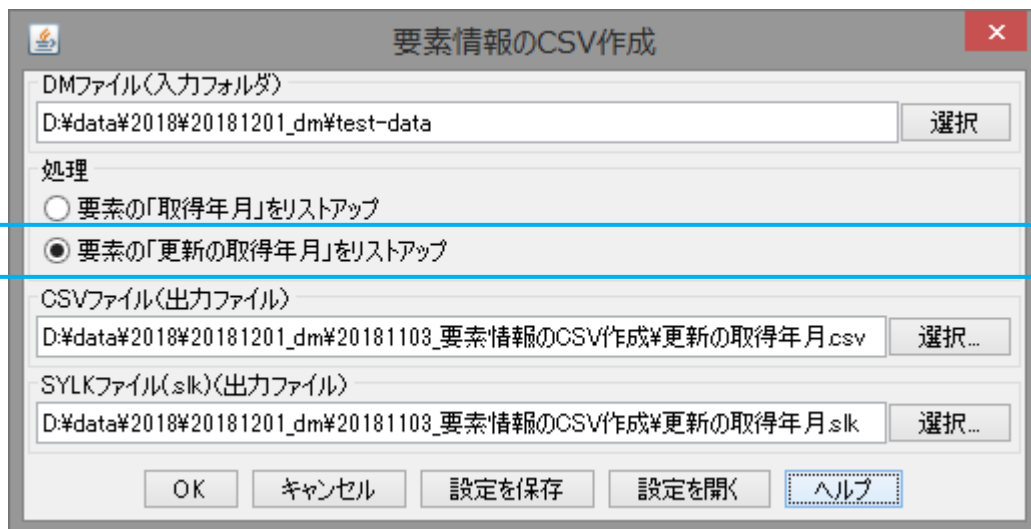 要素情報のCSV作成
DMファイル(入力フォルダ)
D:¥data¥2018¥20181201_dm¥test-data
選択
処理
要素の「取得年月」をリストアップ
要素の「更新の取得年月」をリストアップ
CSVファイル(出力ファイル)
D:¥data¥2018¥20181201_dm¥20181103_要素情報のCSV作成¥更新の取得年月.csv
選択...
SYLKファイル(.slk)(出力ファイル)
D:¥data¥2018¥20181201_dm¥20181103_要素情報のCSV作成¥更新の取得年月.slk
選択...
OK キャンセル 設定を保存 設定を開く ヘルプ